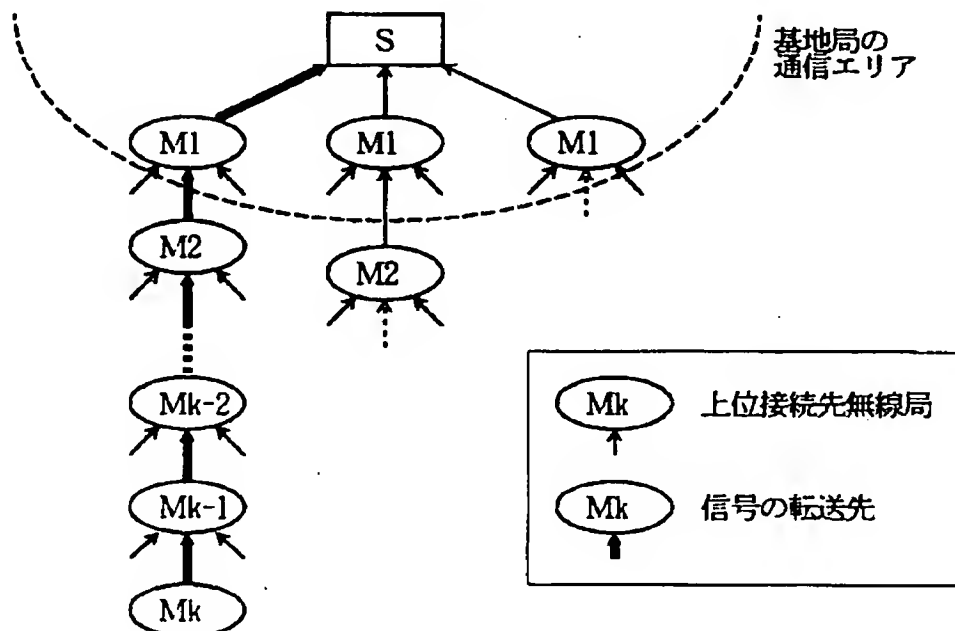 S
基地局の
通信エリア
M1
M1
M1
M2
M2
Mk-2
Mk-1
Mk
Mk 上位接続先無線局
Mk 信号の転送先